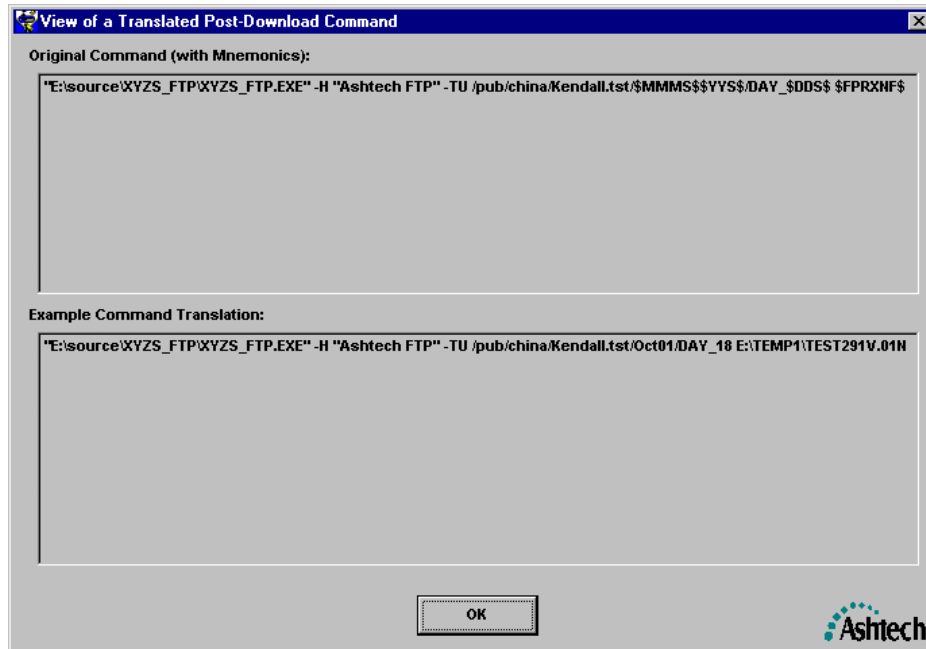 View of a Translated Post-Download Command
Original Command (with Mnemonics):
"E:\source\XYZS_FTP\XYZS_FTP.EXE" -H "Ashtech FTP" -TU /pub/china/Kendall.tst/$MMMS$$YYS$/DAY_$DDS$ $FPRXNF$
Example Command Translation:
"E:\source\XYZS_FTP\XYZS_FTP.EXE" -H "Ashtech FTP" -TU /pub/china/Kendall.tst/Oct01/DAY_18 E:\TEMP1\TEST291V.01N
OK
Ashtech